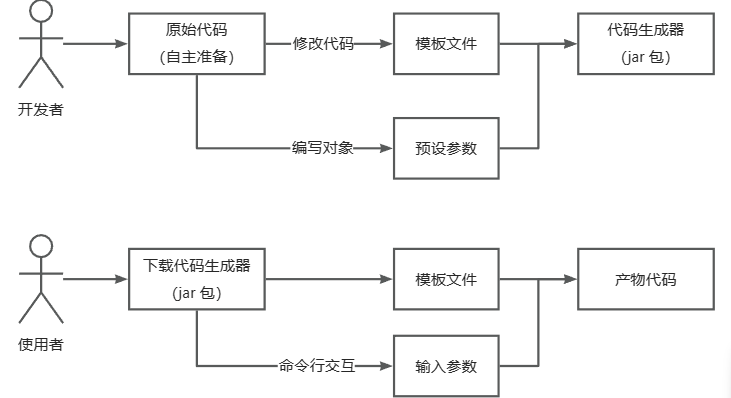 原始代码
(自主准备)
修改代码
模板文件
代码生成器
(jar 包)
开发者
编写对象
预设参数
下载代码生成器
(jar 包)
模板文件
产物代码
使用者
命令行交互
输入参数